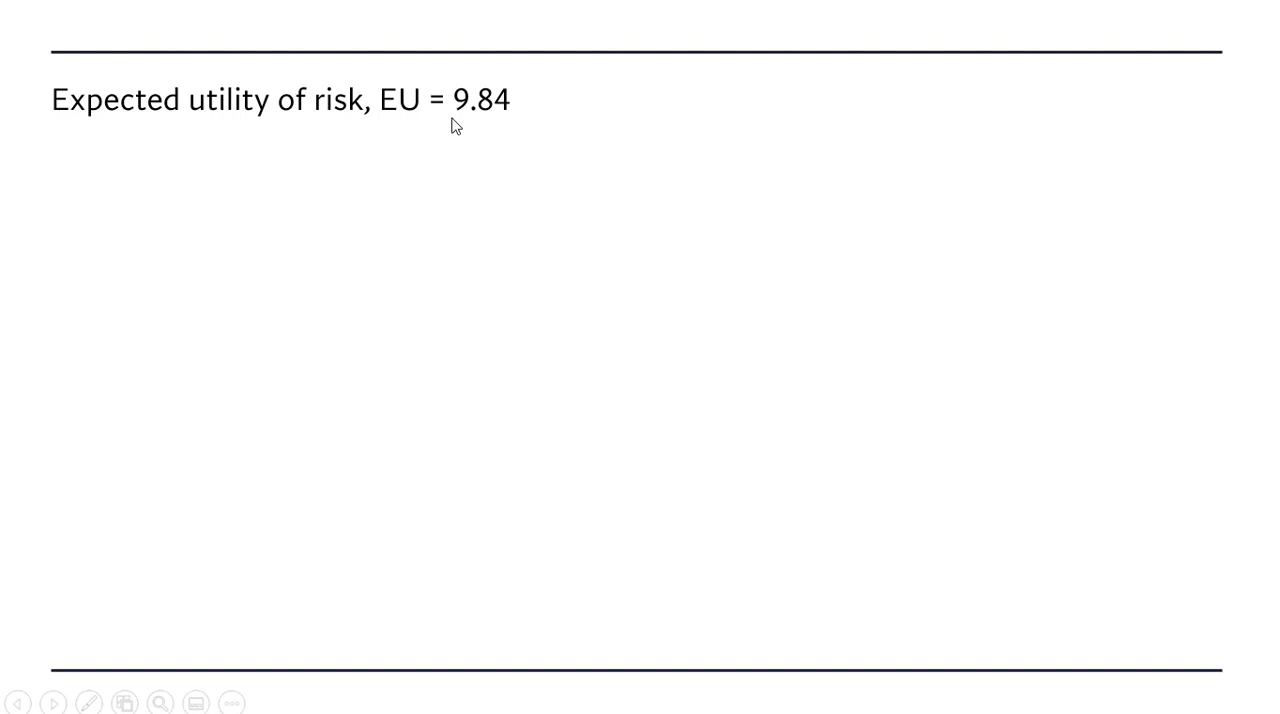 Expected utility of risk, EU = 9.84